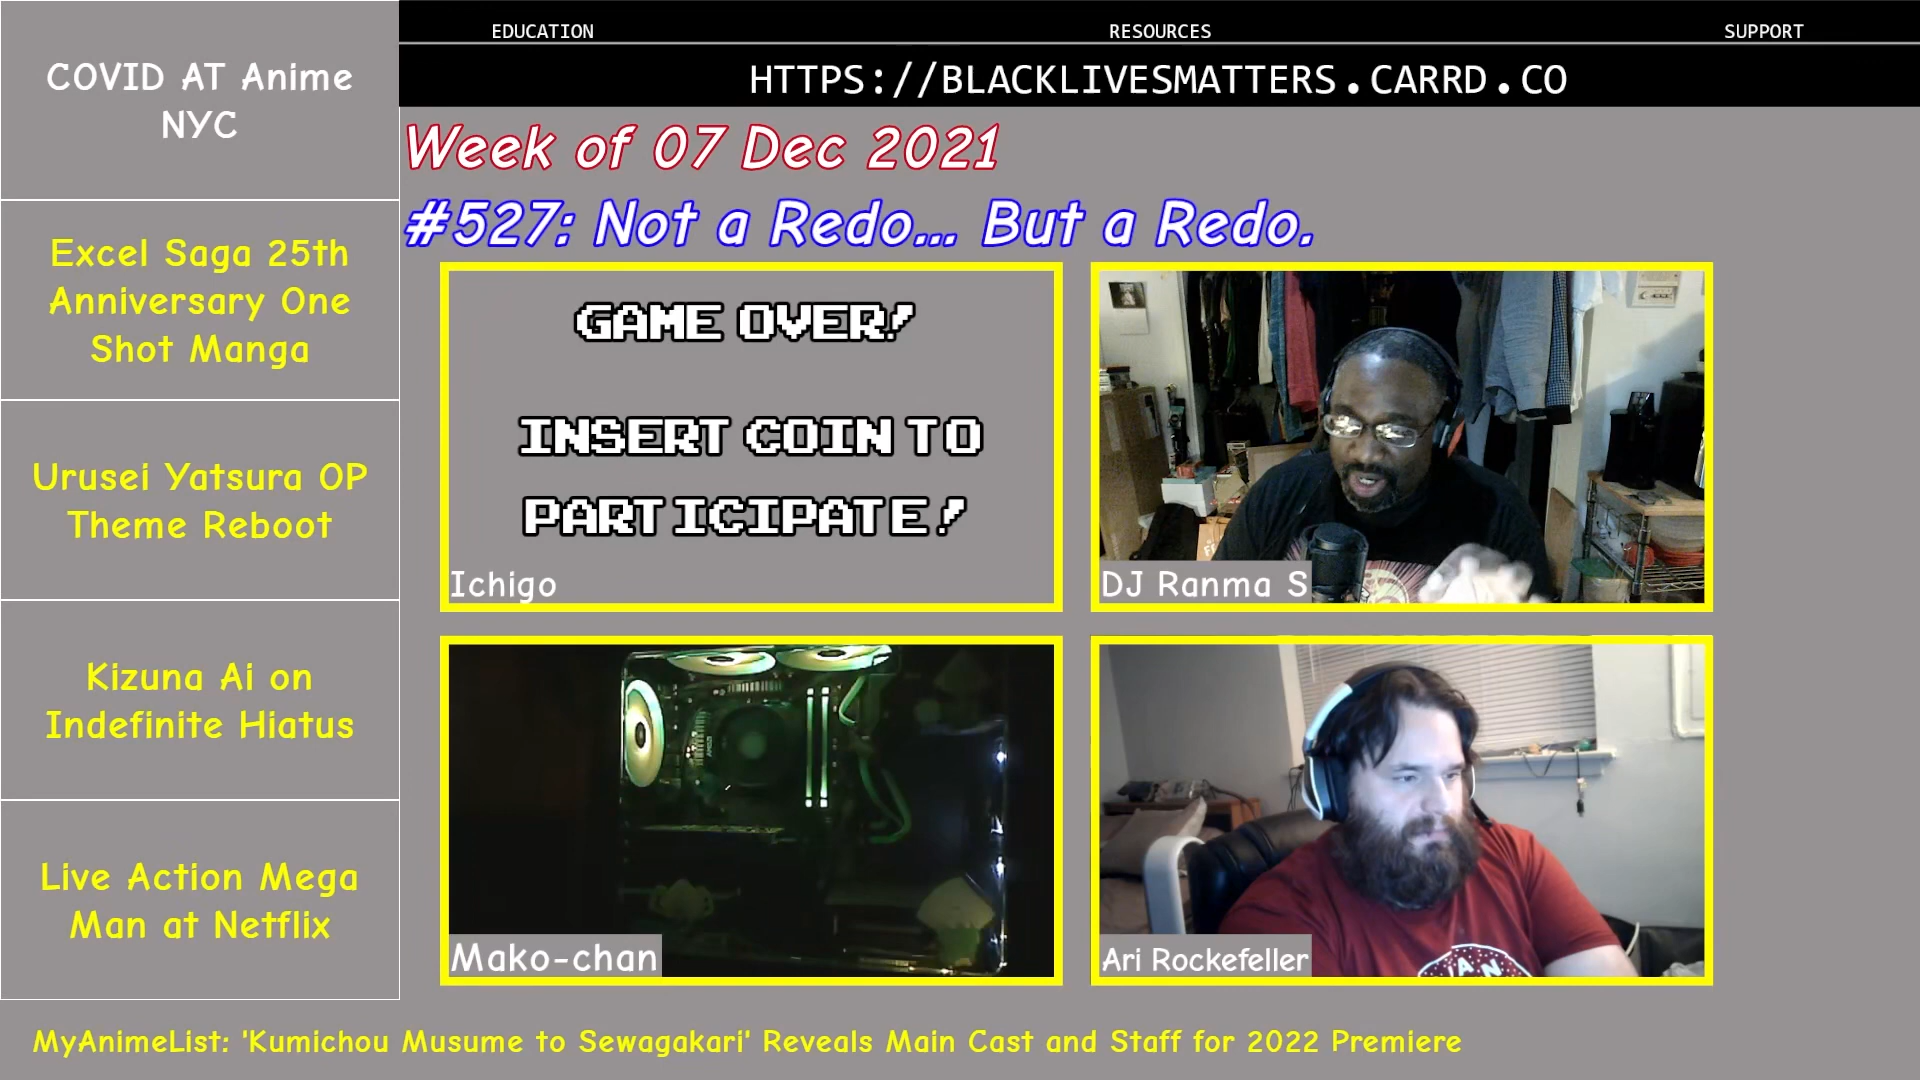 EDUCATION
RESOURCES
SUPPORT
HTTPS://BLACKLIVESMATTERS.CARRD.CO
COVID AT Anime
NYC
Excel Saga 25th
Anniversary One
Shot Manga
Urusei Yatsura OP
Theme Reboot
Kizuna Ai on
Indefinite Hiatus
Live Action Mega
Man at Netflix
Week of 07 Dec 2021
#527: Not a Redo... But a Redo.
GAME OVER!
INSERT COIN TO
PARTICIPATE!
Ichigo
DJ Ranma S
Mako-chan
Ari Rockefeller
MyAnimeList: 'Kumichou Musume to Sewagakari' Reveals Main Cast and Staff for 2022 Premiere